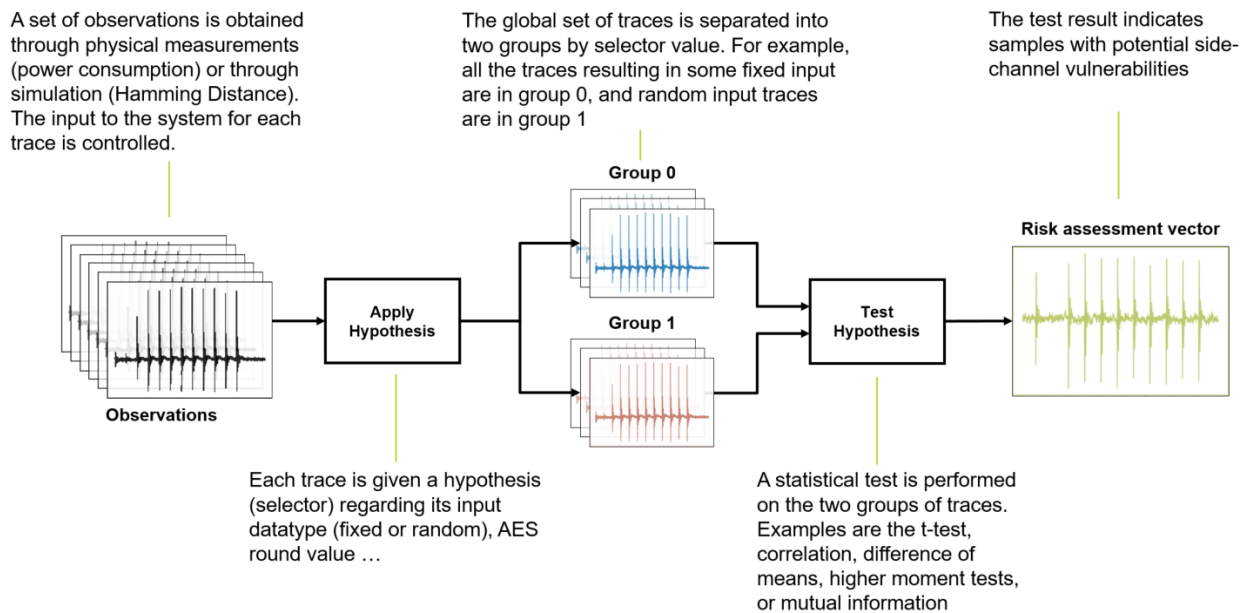 A set of observations is obtained
through physical measurements
(power consumption) or through
simulation (Hamming Distance).
The input to the system for each
trace is controlled.
The global set of traces is separated into
two groups by selector value. For example,
all the traces resulting in some fixed input
are in group 0, and random input traces
are in group 1
The test result indicates
samples with potential side-
channel vulnerabilities
Group 0
Risk assessment vector
Apply
Hypothesis
Group 1
Test
Hypothesis
Observations
Each trace is given a hypothesis
(selector) regarding its input
datatype (fixed or random), AES
round value …
A statistical test is performed
on the two groups of traces.
Examples are the t-test,
correlation, difference of
means, higher moment tests,
or mutual information